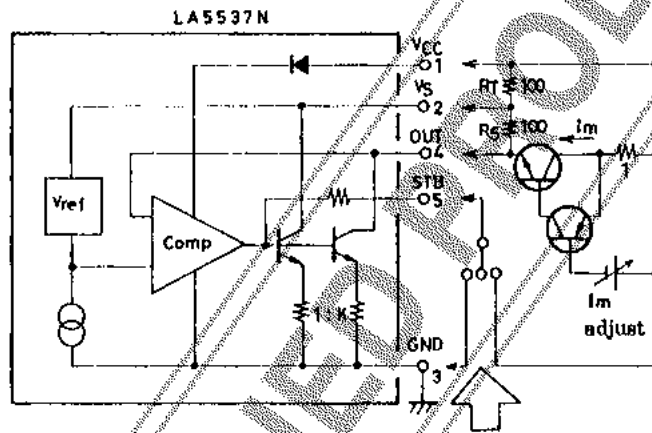 LA5537N
VCC
1
VS
2
RT 100
RS 100
im
OUT
4
STB
5
1
Vref
Comp
1 : K
Im
adjust
GND
3